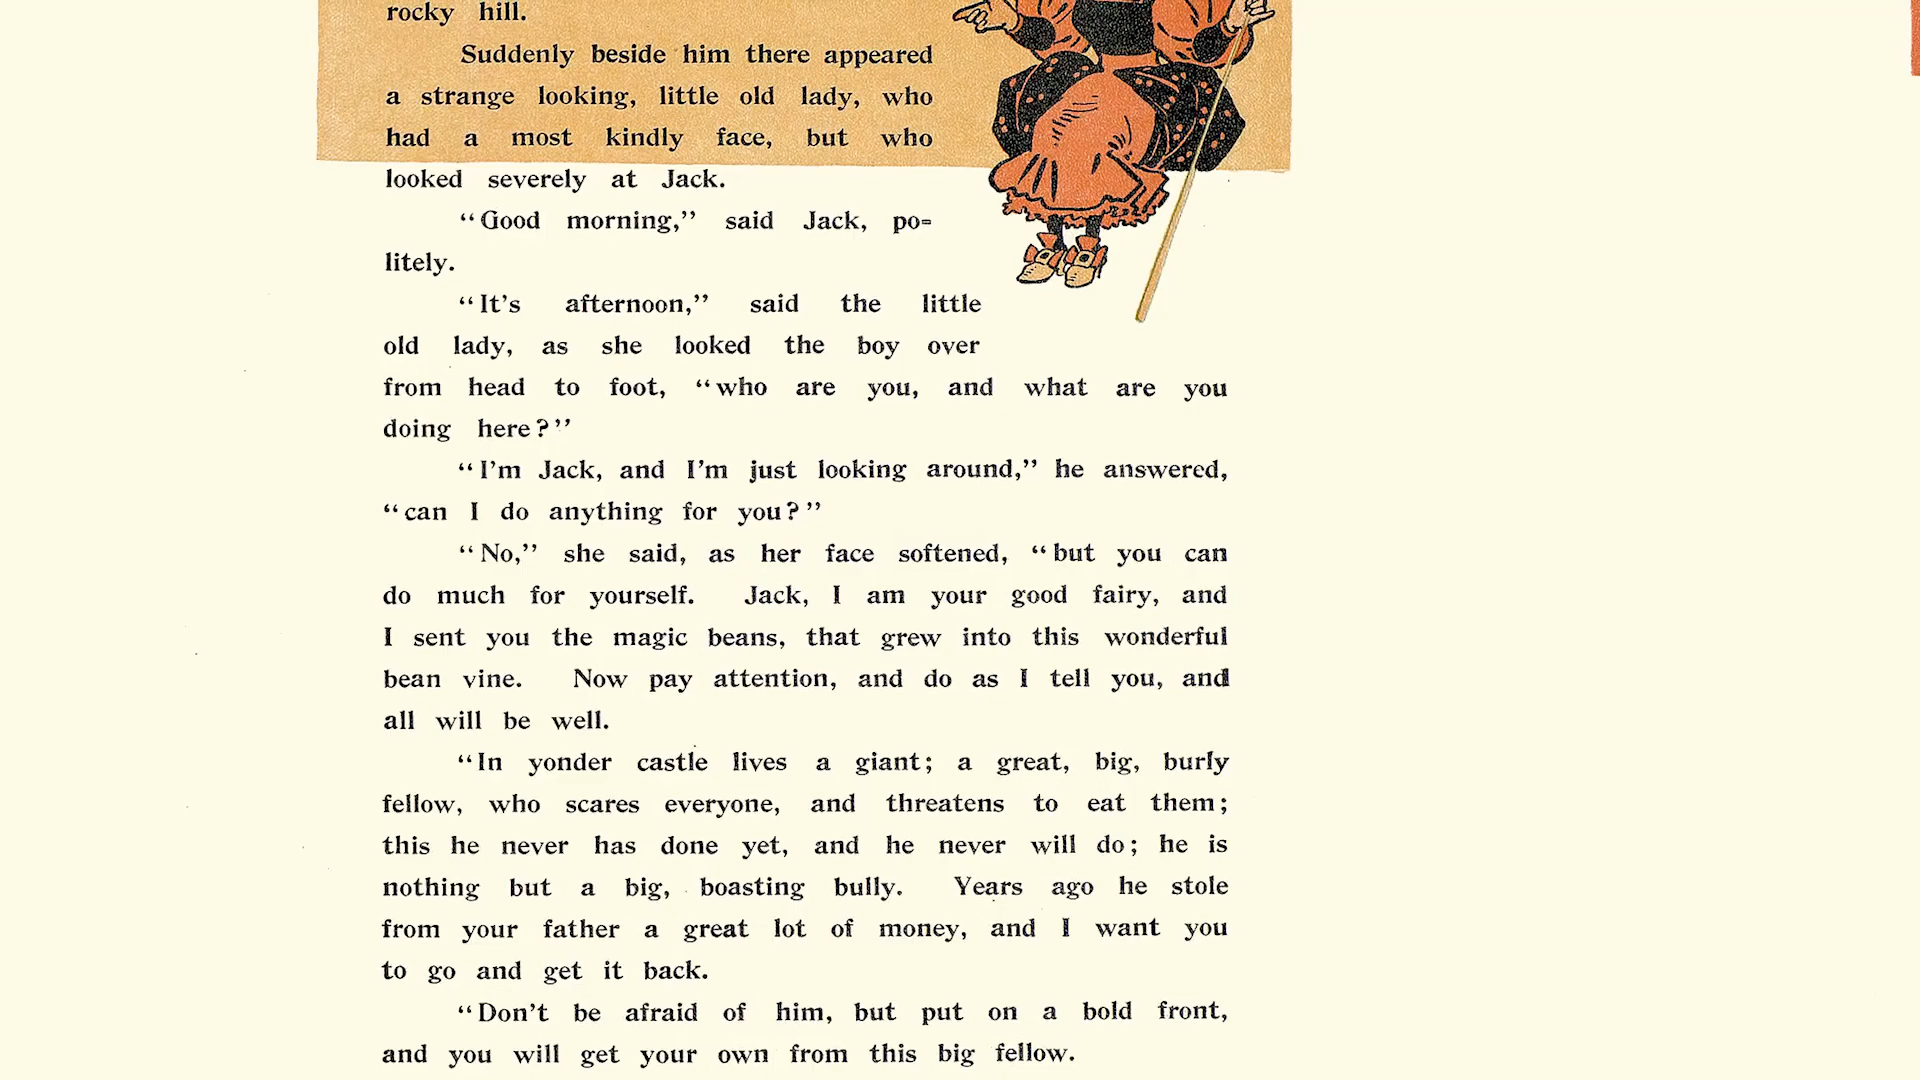 rocky hill.
Suddenly beside him there appeared
a strange looking, little old lady, who
had a most kindly face, but who
looked severely at Jack.
“Good morning,” said Jack, po-
litely.
“It’s afternoon,” said the little
old lady, as she looked the boy over
from head to foot, “who are you, and what are you
doing here?”
“I’m Jack, and I’m just looking around,” he answered,
“can I do anything for you?”
“No,” she said, as her face softened, “but you can
do much for yourself. Jack, I am your good fairy, and
I sent you the magic beans, that grew into this wonderful
bean vine. Now pay attention, and do as I tell you, and
all will be well.
“In yonder castle lives a giant; a great, big, burly
fellow, who scares everyone, and threatens to eat them;
this he never has done yet, and he never will do; he is
nothing but a big, boasting bully. Years ago he stole
from your father a great lot of money, and I want you
to go and get it back.
“Don’t be afraid of him, but put on a bold front,
and you will get your own from this big fellow.